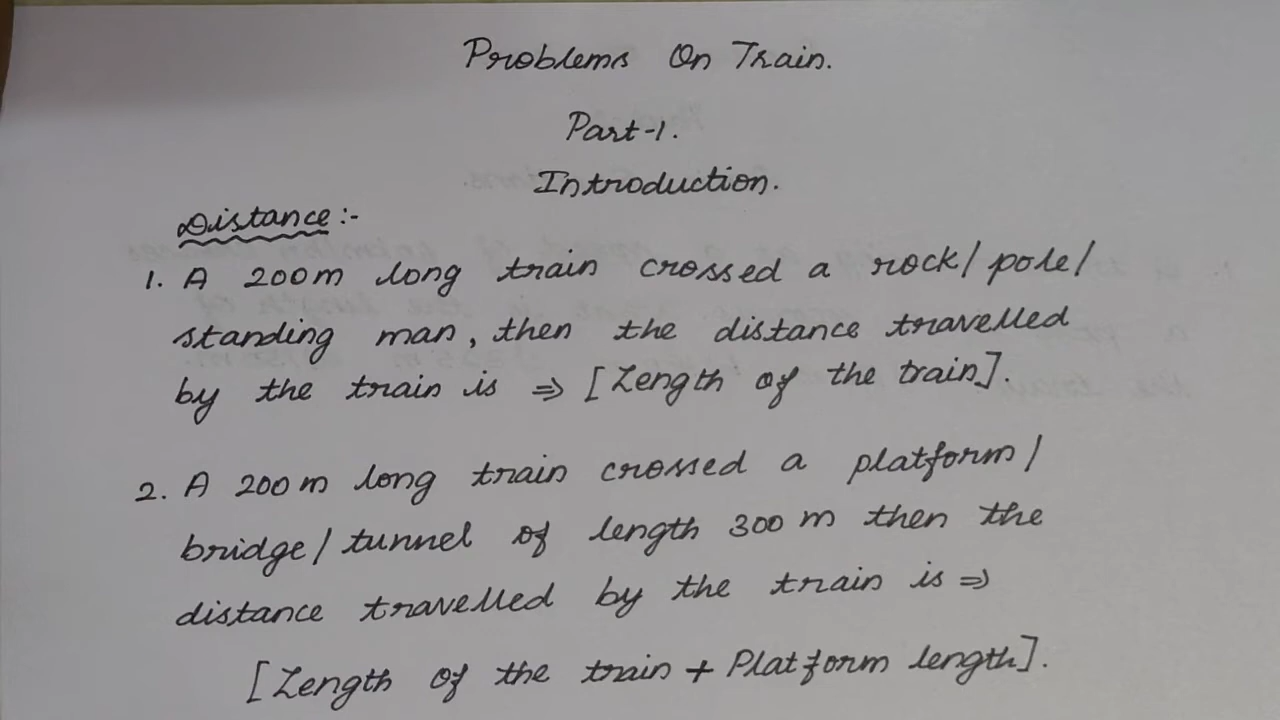 Problems On Train.
Part-1.
Introduction.
Distance :-
1. A 200m long train crossed a rock/pole/
standing man, then the distance travelled
by the train is ⇒ [Length of the train].
2. A 200m long train crossed a platform/
bridge/tunnel of length 300 m then the
distance travelled by the train is ⇒
[Length of the train + Platform length].